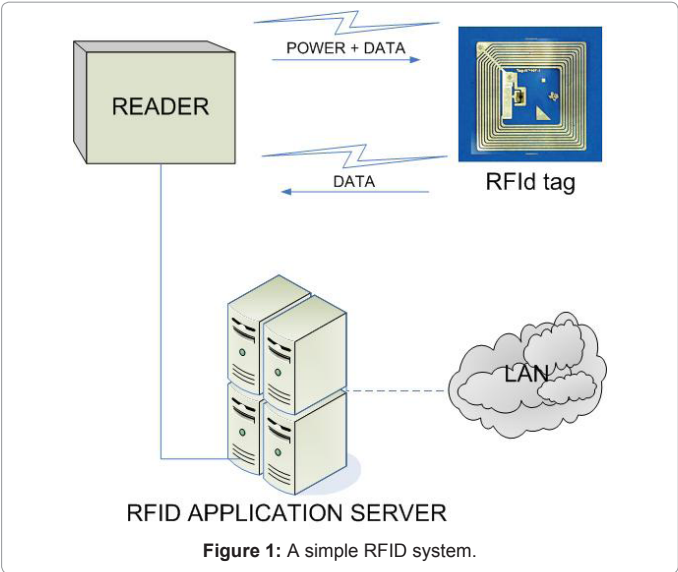 POWER + DATA
READER
RFId tag
DATA
LAN
RFID APPLICATION SERVER
Figure 1: A simple RFID system.